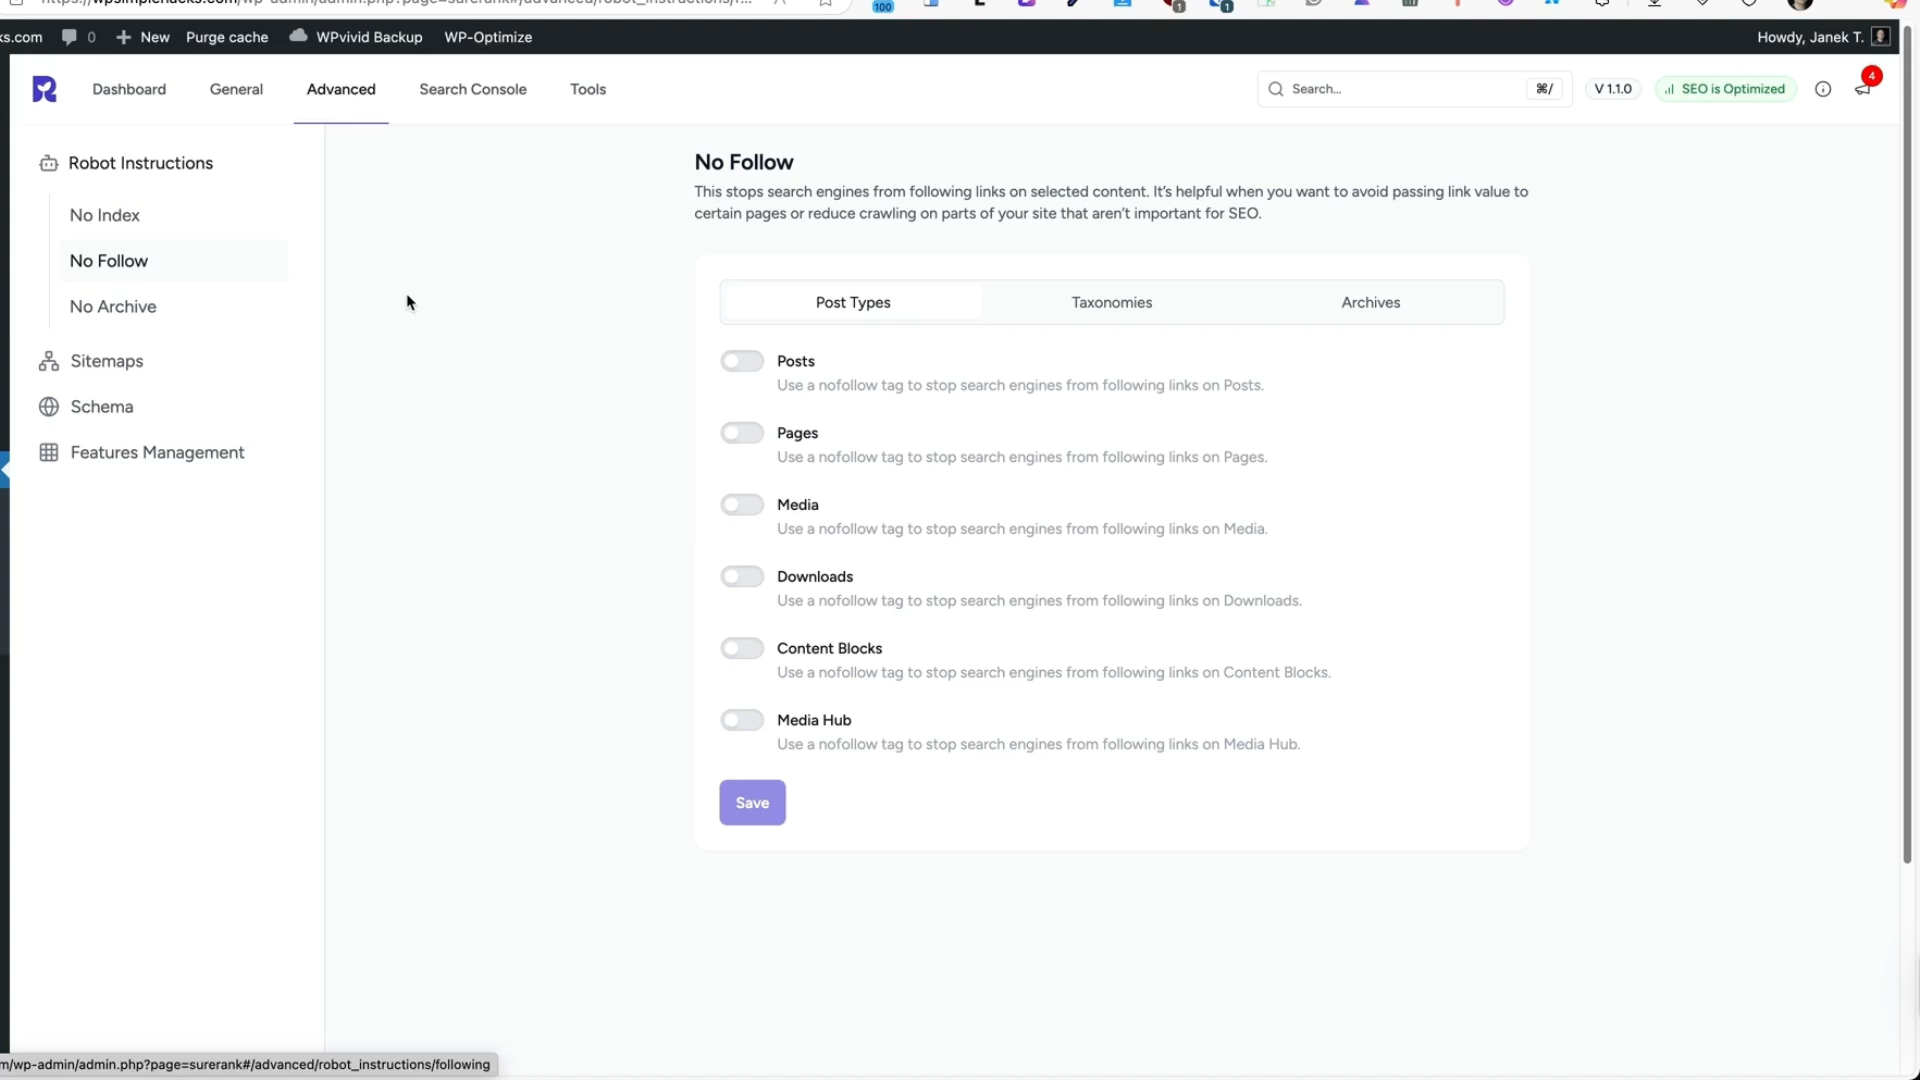 https://wpsimplehacks.com/wp-admin/admin.php?page=surerank#/advanced/robot_instructions/f...
100
1
1
ks.com
0
New
Purge cache
WPvivid Backup
WP-Optimize
Howdy, Janek T.
Dashboard
General
Advanced
Search Console
Tools
Search...
⌘/
V 1.1.0
SEO is Optimized
4
Robot Instructions
No Index
No Follow
No Archive
Sitemaps
Schema
Features Management
No Follow
This stops search engines from following links on selected content. It’s helpful when you want to avoid passing link value to
certain pages or reduce crawling on parts of your site that aren’t important for SEO.
Post Types
Taxonomies
Archives
Posts
Use a nofollow tag to stop search engines from following links on Posts.
Pages
Use a nofollow tag to stop search engines from following links on Pages.
Media
Use a nofollow tag to stop search engines from following links on Media.
Downloads
Use a nofollow tag to stop search engines from following links on Downloads.
Content Blocks
Use a nofollow tag to stop search engines from following links on Content Blocks.
Media Hub
Use a nofollow tag to stop search engines from following links on Media Hub.
Save
m/wp-admin/admin.php?page=surerank#/advanced/robot_instructions/following